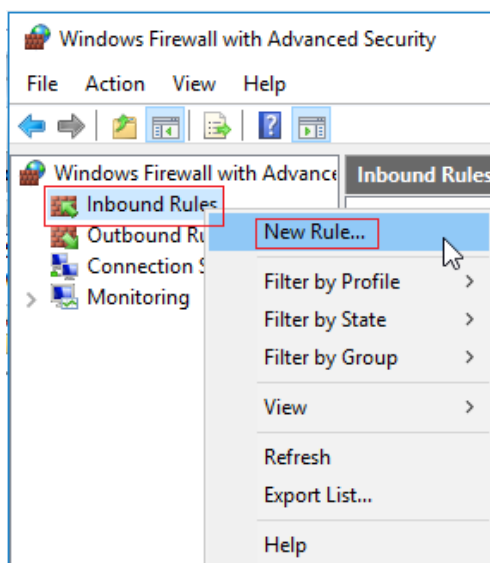 Windows Firewall with Advanced Security
File Action View Help
Windows Firewall with Advance
Inbound Rules
Inbound Rules
New Rule...
Outbound Ru
Connection S
Monitoring
Filter by Profile
Filter by State
Filter by Group
View
Refresh
Export List...
Help